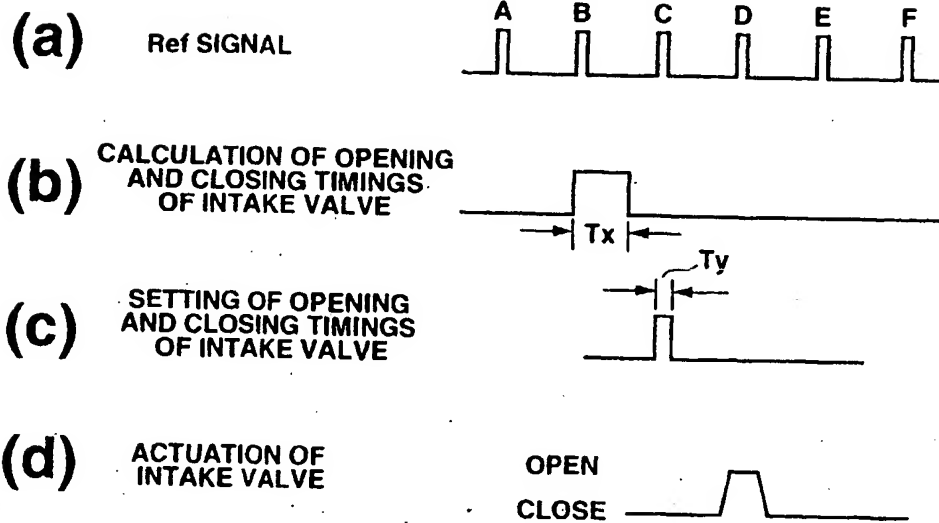 A B C D E F
(a) Ref SIGNAL
(b) CALCULATION OF OPENING
AND CLOSING TIMINGS
OF INTAKE VALVE
Tx
Ty
(c) SETTING OF OPENING
AND CLOSING TIMINGS
OF INTAKE VALVE
(d) ACTUATION OF
INTAKE VALVE
OPEN
CLOSE